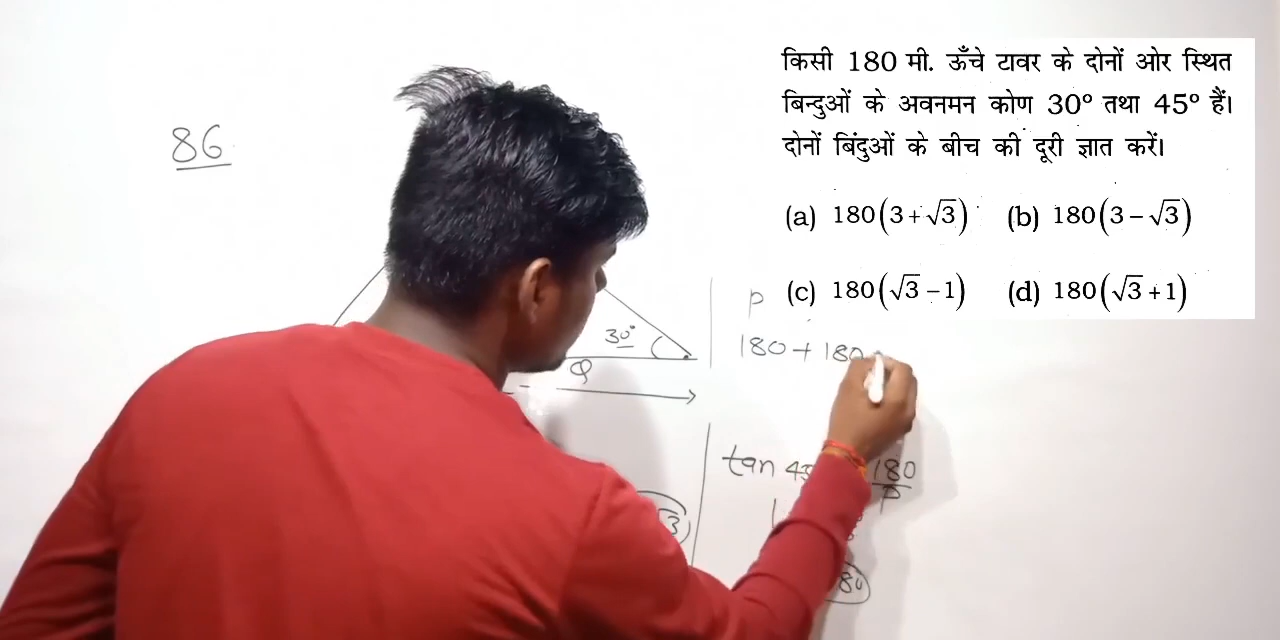 किसी 180 मी. ऊँचे टावर के दोनों ओर स्थित
बिन्दुओं के अवनमन कोण 30° तथा 45° हैं।
दोनों बिंदुओं के बीच की दूरी ज्ञात करें।
(a) 180(3+√3) (b) 180(3-√3)
(c) 180(√3-1) (d) 180(√3+1)
86
30°
Q
P
180+180
tan 180/P